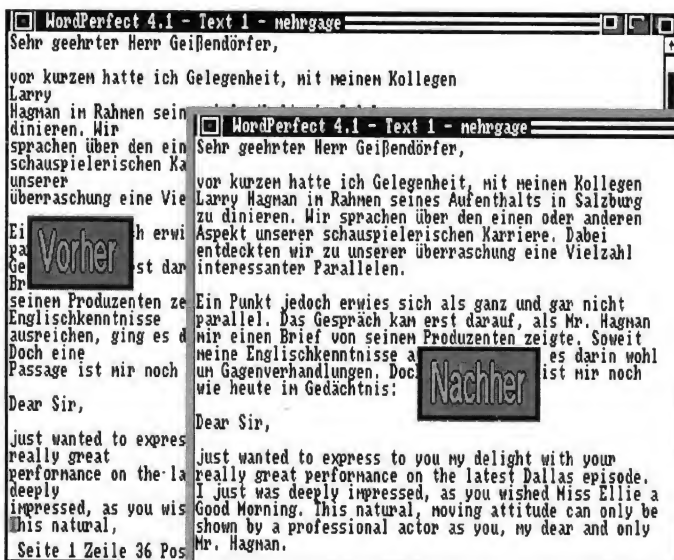 WordPerfect 4.1 - Text 1 - mehrgage
Sehr geehrter Herr Geißendörfer,
vor kurzem hatte ich Gelegenheit, mit meinem Kollegen
Larry
Hagman im Rahmen sein
dinieren. Wir
sprachen über den ein
schauspielerischen Ka
unserer
überraschung eine Vie
Ei h erwi
pa
Ge st dar
Br
Vorher
seinem Produzenten ze
Englischkenntnisse
ausreichen, ging es d
Doch eine
Passage ist mir noch
Dear Sir,
just wanted to expres
really great
performance on the la
deeply
impressed, as you wis
This natural,
Seite 1 Zeile 36 Pos
WordPerfect 4.1 - Text 1 - mehrgage
Sehr geehrter Herr Geißendörfer,
vor kurzem hatte ich Gelegenheit, mit meinem Kollegen
Larry Hagman im Rahmen seines Aufenthalts in Salzburg
zu dinieren. Wir sprachen über den einen oder anderen
Aspekt unserer schauspielerischen Karriere. Dabei
entdeckten wir zu unserer überraschung eine Vielzahl
interessanter Parallelen.
Ein Punkt jedoch erwies sich als ganz und gar nicht
parallel. Das Gespräch kam erst darauf, als Mr. Hagman
mir einen Brief von seinem Produzenten zeigte. Soweit
meine Englischkenntnisse a es darin wohl
um Gagenverhandlungen. Doc ist mir noch
wie heute im Gedächtnis:
Nachher
Dear Sir,
just wanted to express to you my delight with your
really great performance on the latest Dallas episode.
I just was deeply impressed, as you wished Miss Ellie a
Good Morning. This natural, moving attitude can only be
shown by a professional actor as you, my dear and only
Mr. Hagman.